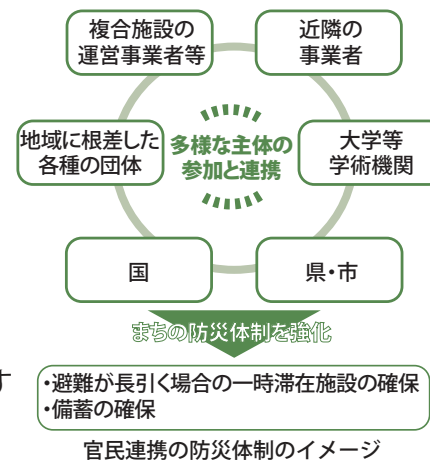 複合施設の
運営事業者等
近隣の
事業者
地域に根差した
各種の団体
多様な主体の
参加と連携
大学等
学術機関
国
県・市
まちの防災体制を強化
す
・避難が長引く場合の一時滞在施設の確保
・備蓄の確保
官民連携の防災体制のイメージ